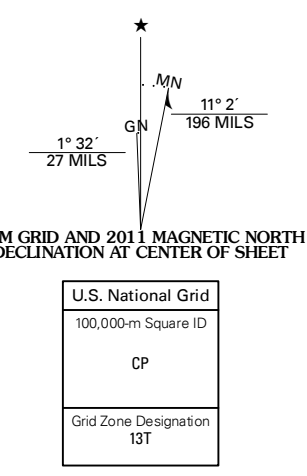 MN
GN
11° 2´
196 MILS
1° 32´
27 MILS
M GRID AND 2011 MAGNETIC NORTH
DECLINATION AT CENTER OF SHEET
U.S. National Grid
100,000-m Square ID
CP
Grid Zone Designation
13T